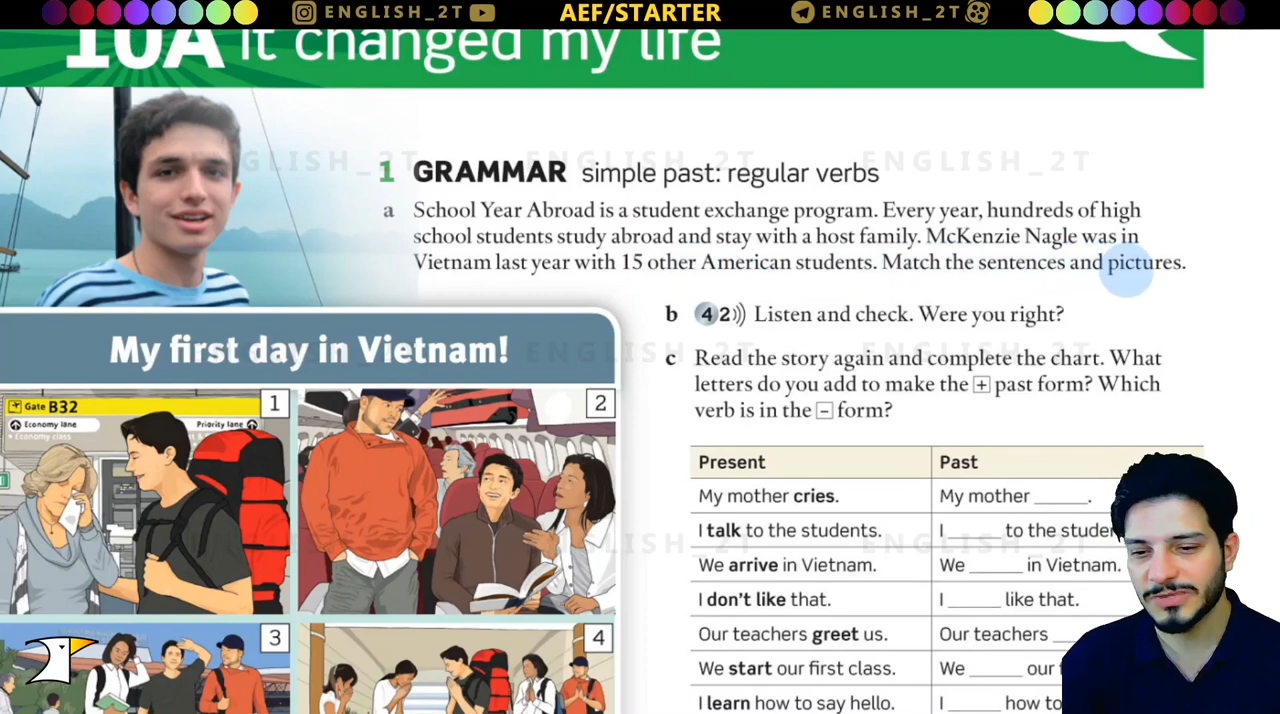 ENGLISH_2T
AEF/STARTER
ENGLISH_2T
10A it changed my life
1 GRAMMAR simple past: regular verbs
a School Year Abroad is a student exchange program. Every year, hundreds of high
school students study abroad and stay with a host family. McKenzie Nagle was in
Vietnam last year with 15 other American students. Match the sentences and pictures.
b 4 2 Listen and check. Were you right?
c Read the story again and complete the chart. What
letters do you add to make the + past form? Which
verb is in the – form?
My first day in Vietnam!
Gate B32
Economy lane
Priority lane
Economy class
1
2
3
4
Present Past
My mother cries. My mother ______.
I talk to the students. I ______ to the
We arrive in Vietnam. We ______ in Vietnam.
I don't like that. I ______ like that.
Our teachers greet us. Our teachers
We start our first class. We ______ our
I learn how to say hello. I ______ how to
ENGLISH_2T
ENGLISH_2T
ENGLISH_2T